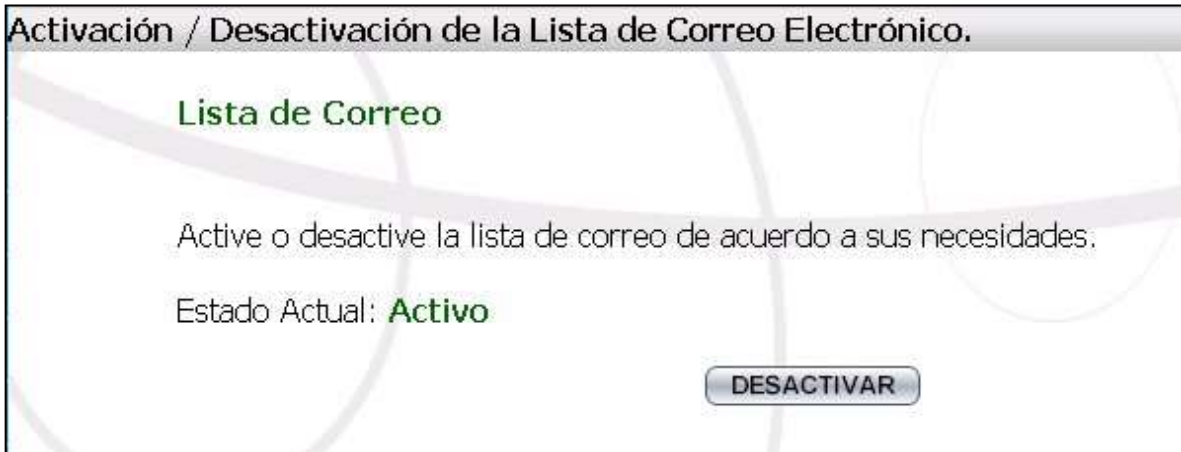 Activación / Desactivación de la Lista de Correo Electrónico.
Lista de Correo
Active o desactive la lista de correo de acuerdo a sus necesidades.
Estado Actual: Activo
DESACTIVAR